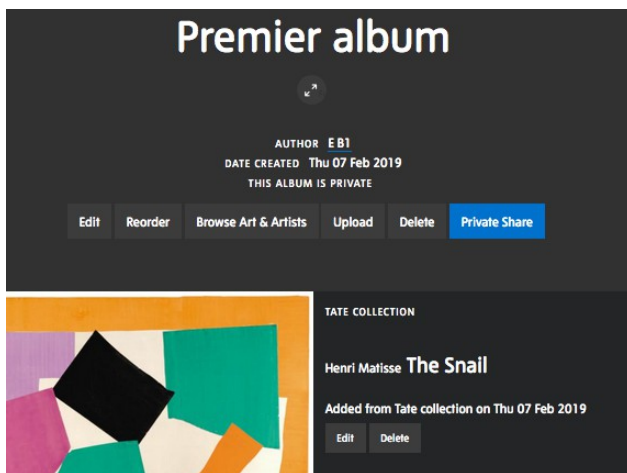 Premier album
AUTHOR E B1
DATE CREATED Thu 07 Feb 2019
THIS ALBUM IS PRIVATE
Edit Reorder Browse Art & Artists Upload Delete Private Share
TATE COLLECTION
Henri Matisse The Snail
Added from Tate collection on Thu 07 Feb 2019
Edit Delete